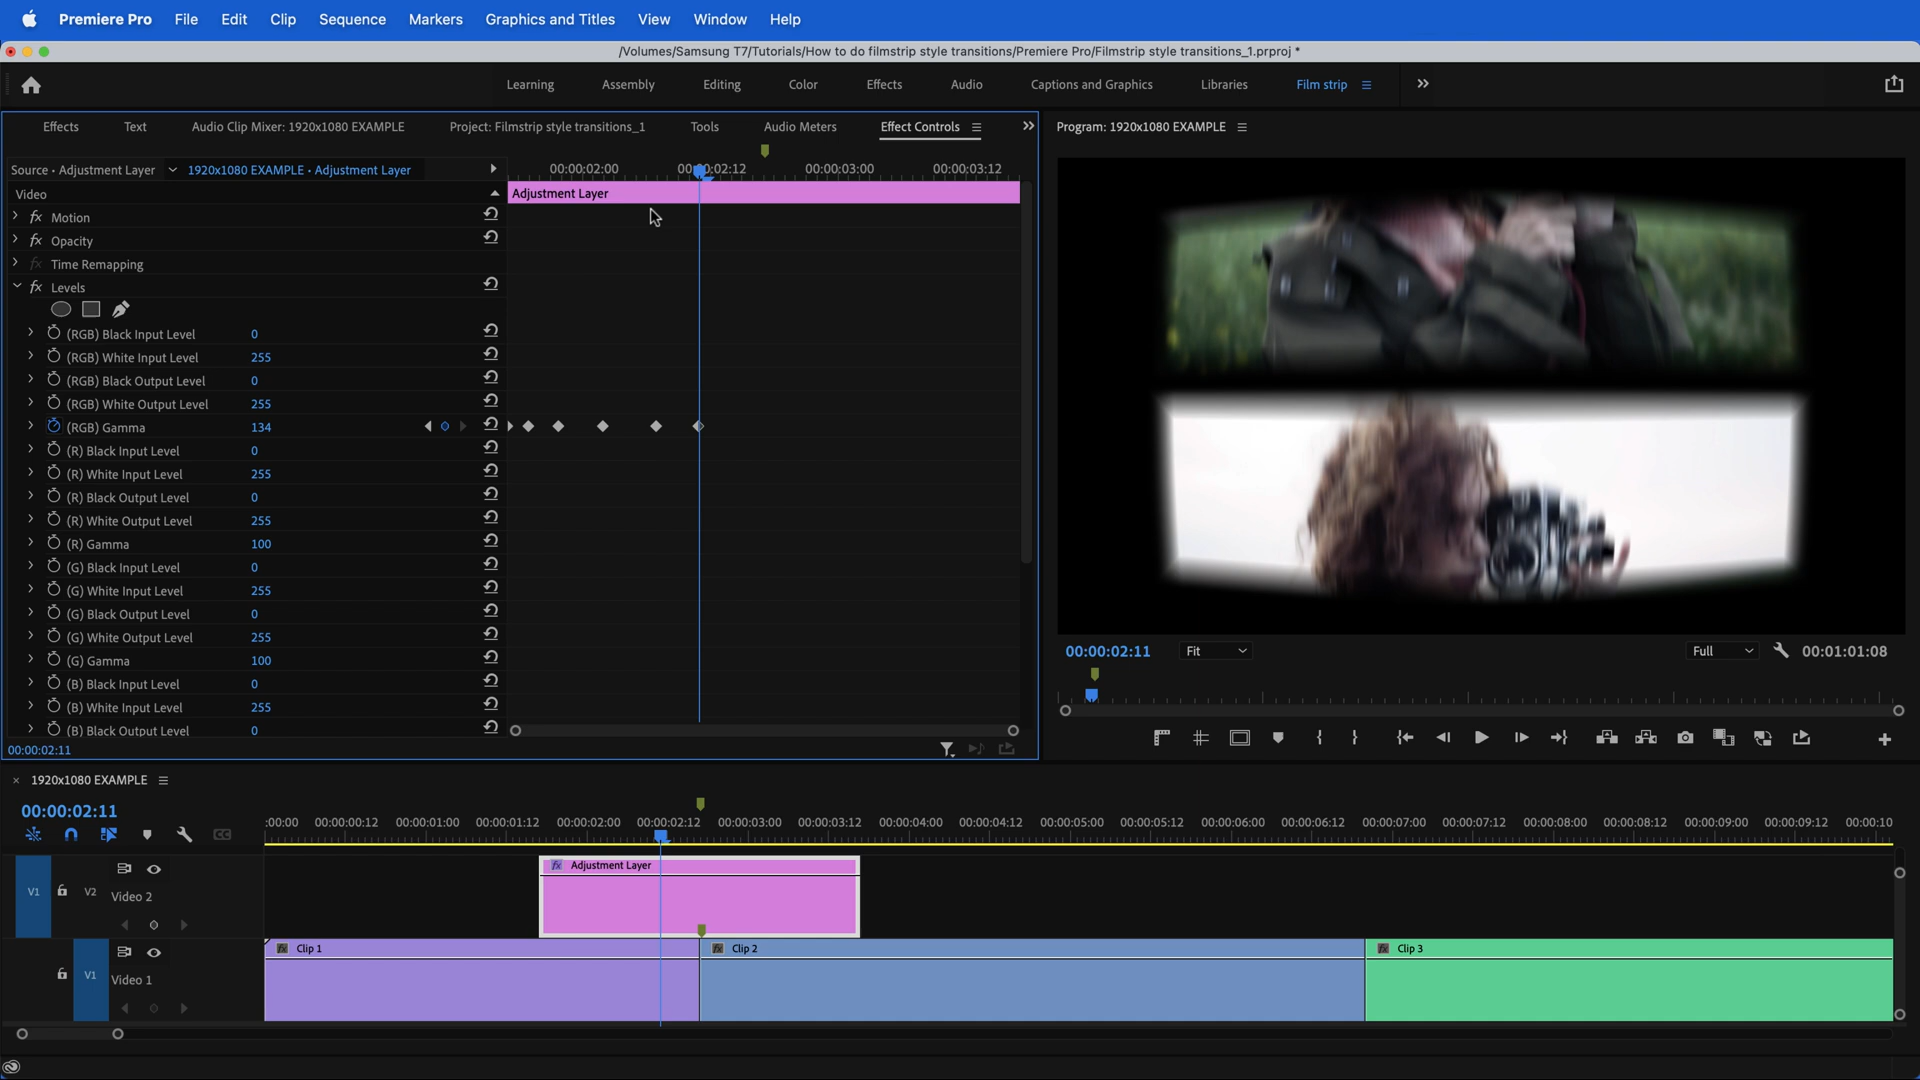 Premiere Pro File Edit Clip Sequence Markers Graphics and Titles View Window Help
/Volumes/Samsung T7/Tutorials/How to do filmstrip style transitions/Premiere Pro/Filmstrip style transitions_1.prproj *
Learning Assembly Editing Color Effects Audio Captions and Graphics Libraries Film strip
Effects Text Audio Clip Mixer: 1920x1080 EXAMPLE Project: Filmstrip style transitions_1 Tools Audio Meters Effect Controls
Program: 1920x1080 EXAMPLE
Source • Adjustment Layer 1920x1080 EXAMPLE • Adjustment Layer
00:00:02:00 00:00:02:12 00:00:03:00 00:00:03:12
Video
Adjustment Layer
fx Motion
fx Opacity
fx Time Remapping
fx Levels
(RGB) Black Input Level 0
(RGB) White Input Level 255
(RGB) Black Output Level 0
(RGB) White Output Level 255
(RGB) Gamma 134
(R) Black Input Level 0
(R) White Input Level 255
(R) Black Output Level 0
(R) White Output Level 255
(R) Gamma 100
(G) Black Input Level 0
(G) White Input Level 255
(G) Black Output Level 0
(G) White Output Level 255
(G) Gamma 100
(B) Black Input Level 0
(B) White Input Level 255
(B) Black Output Level 0
00:00:02:11
00:00:02:11 Fit Full 00:01:01:08
1920x1080 EXAMPLE
00:00:02:11
CC
:00:00 00:00:00:12 00:00:01:00 00:00:01:12 00:00:02:00 00:00:02:12 00:00:03:00 00:00:03:12 00:00:04:00 00:00:04:12 00:00:05:00 00:00:05:12 00:00:06:00 00:00:06:12 00:00:07:00 00:00:07:12 00:00:08:00 00:00:08:12 00:00:09:00 00:00:09:12 00:00:10
V1 V2 Video 2
fx Adjustment Layer
V1 Video 1
fx Clip 1
fx Clip 2
fx Clip 3